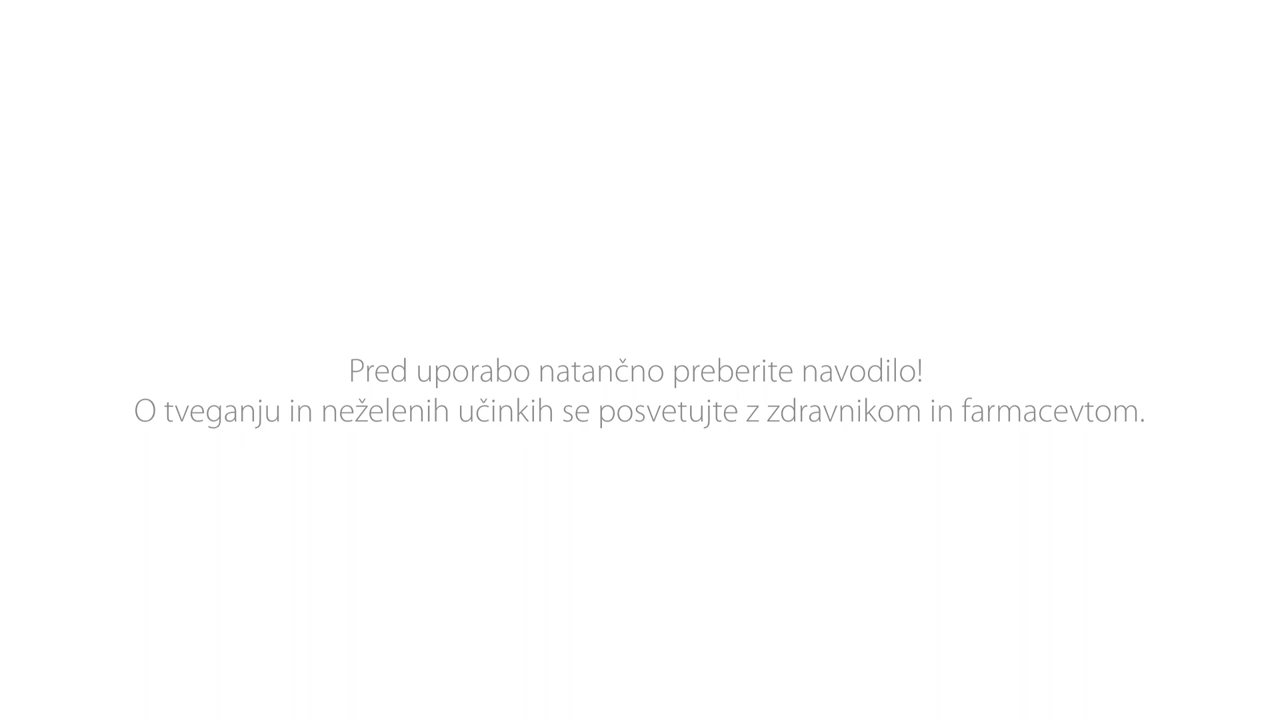 Pred uporabo natančno preberite navodilo!
O tveganju in neželenih učinkih se posvetujte z zdravnikom in farmacevtom.